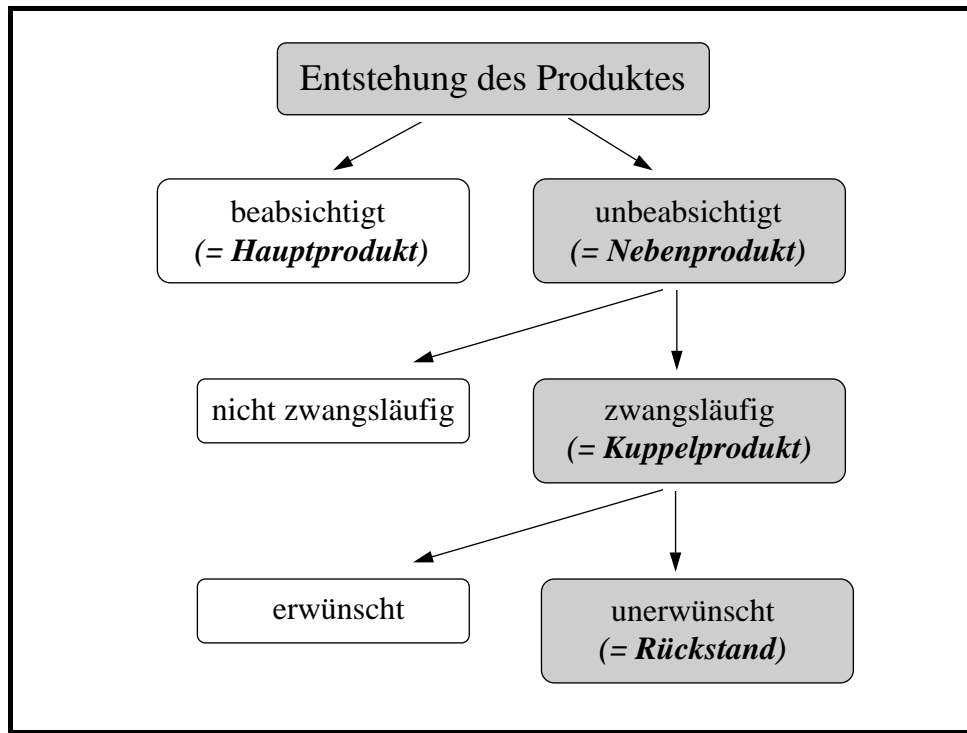 Entstehung des Produktes
beabsichtigt
(= Hauptprodukt)
unbeabsichtigt
(= Nebenprodukt)
nicht zwangsläufig
zwangsläufig
(= Kuppelprodukt)
erwünscht
unerwünscht
(= Rückstand)